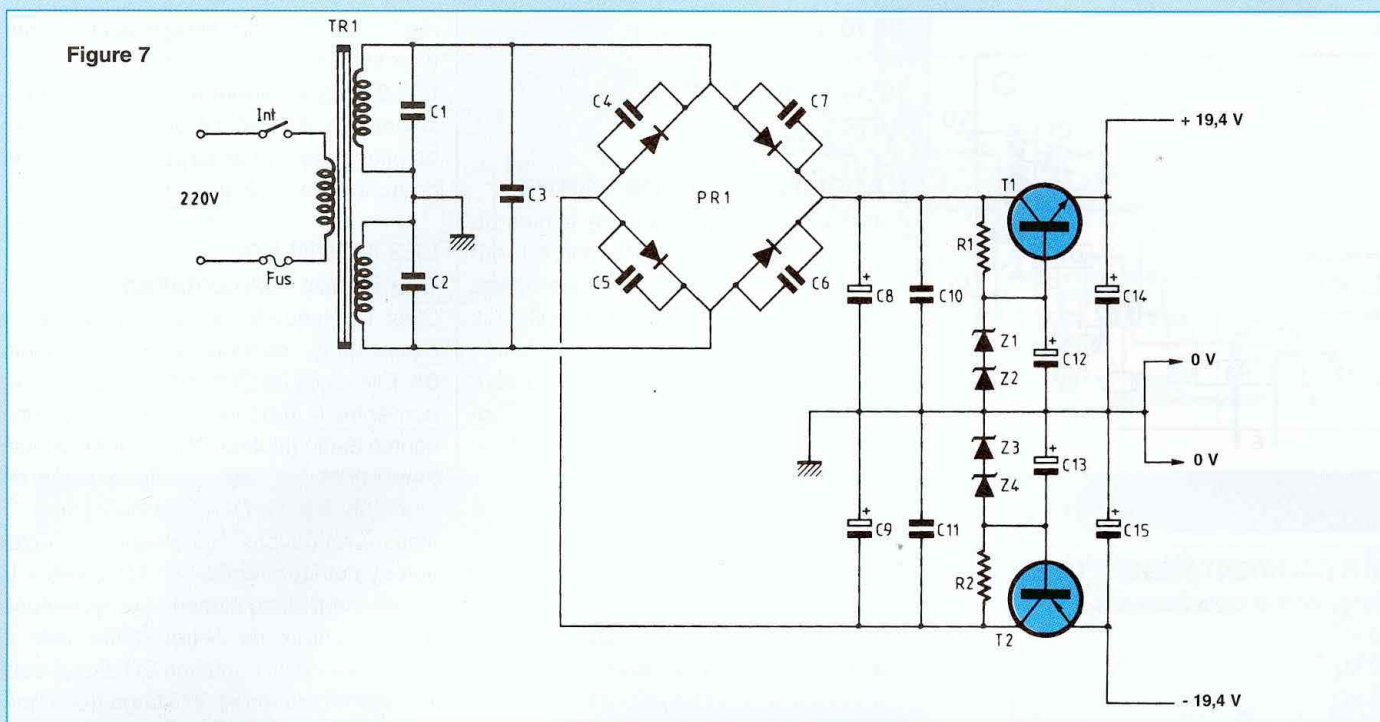 Figure 7
TR1
Int
220V
Fus
C1
C2
C3
C4
C7
PR1
C5
C6
C8
C10
C9
C11
R1
T1
Z1
Z2
C12
C14
Z3
Z4
C13
C15
R2
T2
+ 19,4 V
0 V
0 V
- 19,4 V